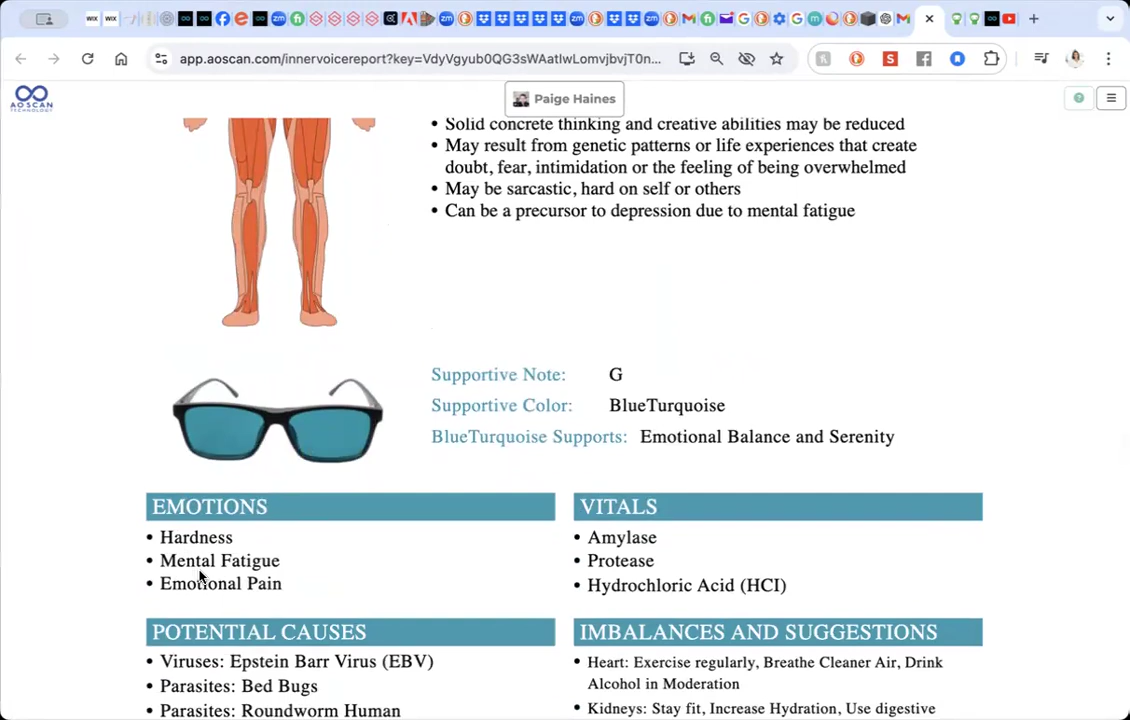 app.aoscan.com/innervoicereport?key=VdyVgyub0QG3sWAatIwLomvjbvjT0n...
AO SCAN
TECHNOLOGY
Paige Haines
• Solid concrete thinking and creative abilities may be reduced
• May result from genetic patterns or life experiences that create
doubt, fear, intimidation or the feeling of being overwhelmed
• May be sarcastic, hard on self or others
• Can be a precursor to depression due to mental fatigue
Supportive Note: G
Supportive Color: BlueTurquoise
BlueTurquoise Supports: Emotional Balance and Serenity
EMOTIONS
• Hardness
• Mental Fatigue
• Emotional Pain
VITALS
• Amylase
• Protease
• Hydrochloric Acid (HCI)
POTENTIAL CAUSES
• Viruses: Epstein Barr Virus (EBV)
• Parasites: Bed Bugs
• Parasites: Roundworm Human
IMBALANCES AND SUGGESTIONS
• Heart: Exercise regularly, Breathe Cleaner Air, Drink
Alcohol in Moderation
• Kidneys: Stay fit, Increase Hydration, Use digestive